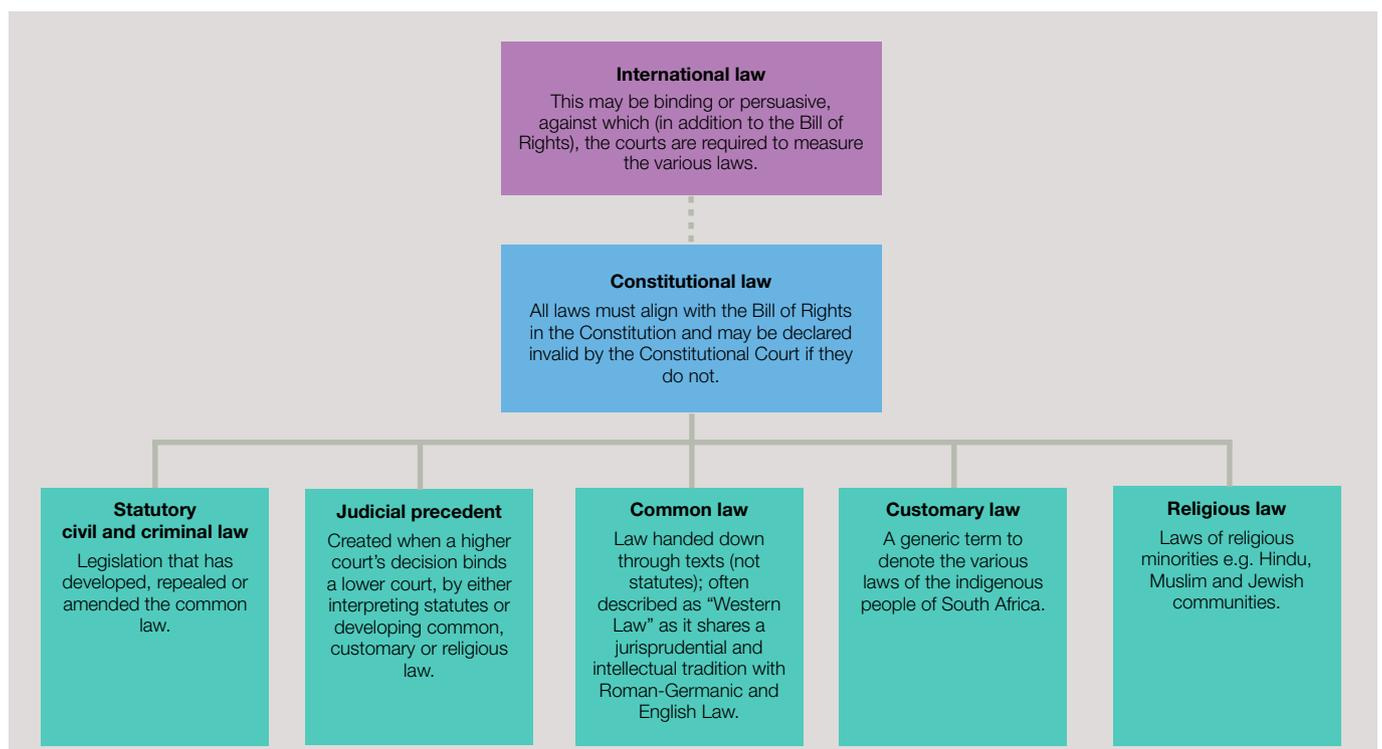 International law
This may be binding or persuasive,
against which (in addition to the Bill of
Rights), the courts are required to measure
the various laws.
Constitutional law
All laws must align with the Bill of Rights
in the Constitution and may be declared
invalid by the Constitutional Court if they
do not.
Statutory
civil and criminal law
Legislation that has
developed, repealed or
amended the common
law.
Judicial precedent
Created when a higher
court’s decision binds
a lower court, by either
interpreting statutes or
developing common,
customary or religious
law.
Common law
Law handed down
through texts (not
statutes); often
described as “Western
Law” as it shares a
jurisprudential and
intellectual tradition with
Roman-Germanic and
English Law.
Customary law
A generic term to
denote the various
laws of the indigenous
people of South Africa.
Religious law
Laws of religious
minorities e.g. Hindu,
Muslim and Jewish
communities.